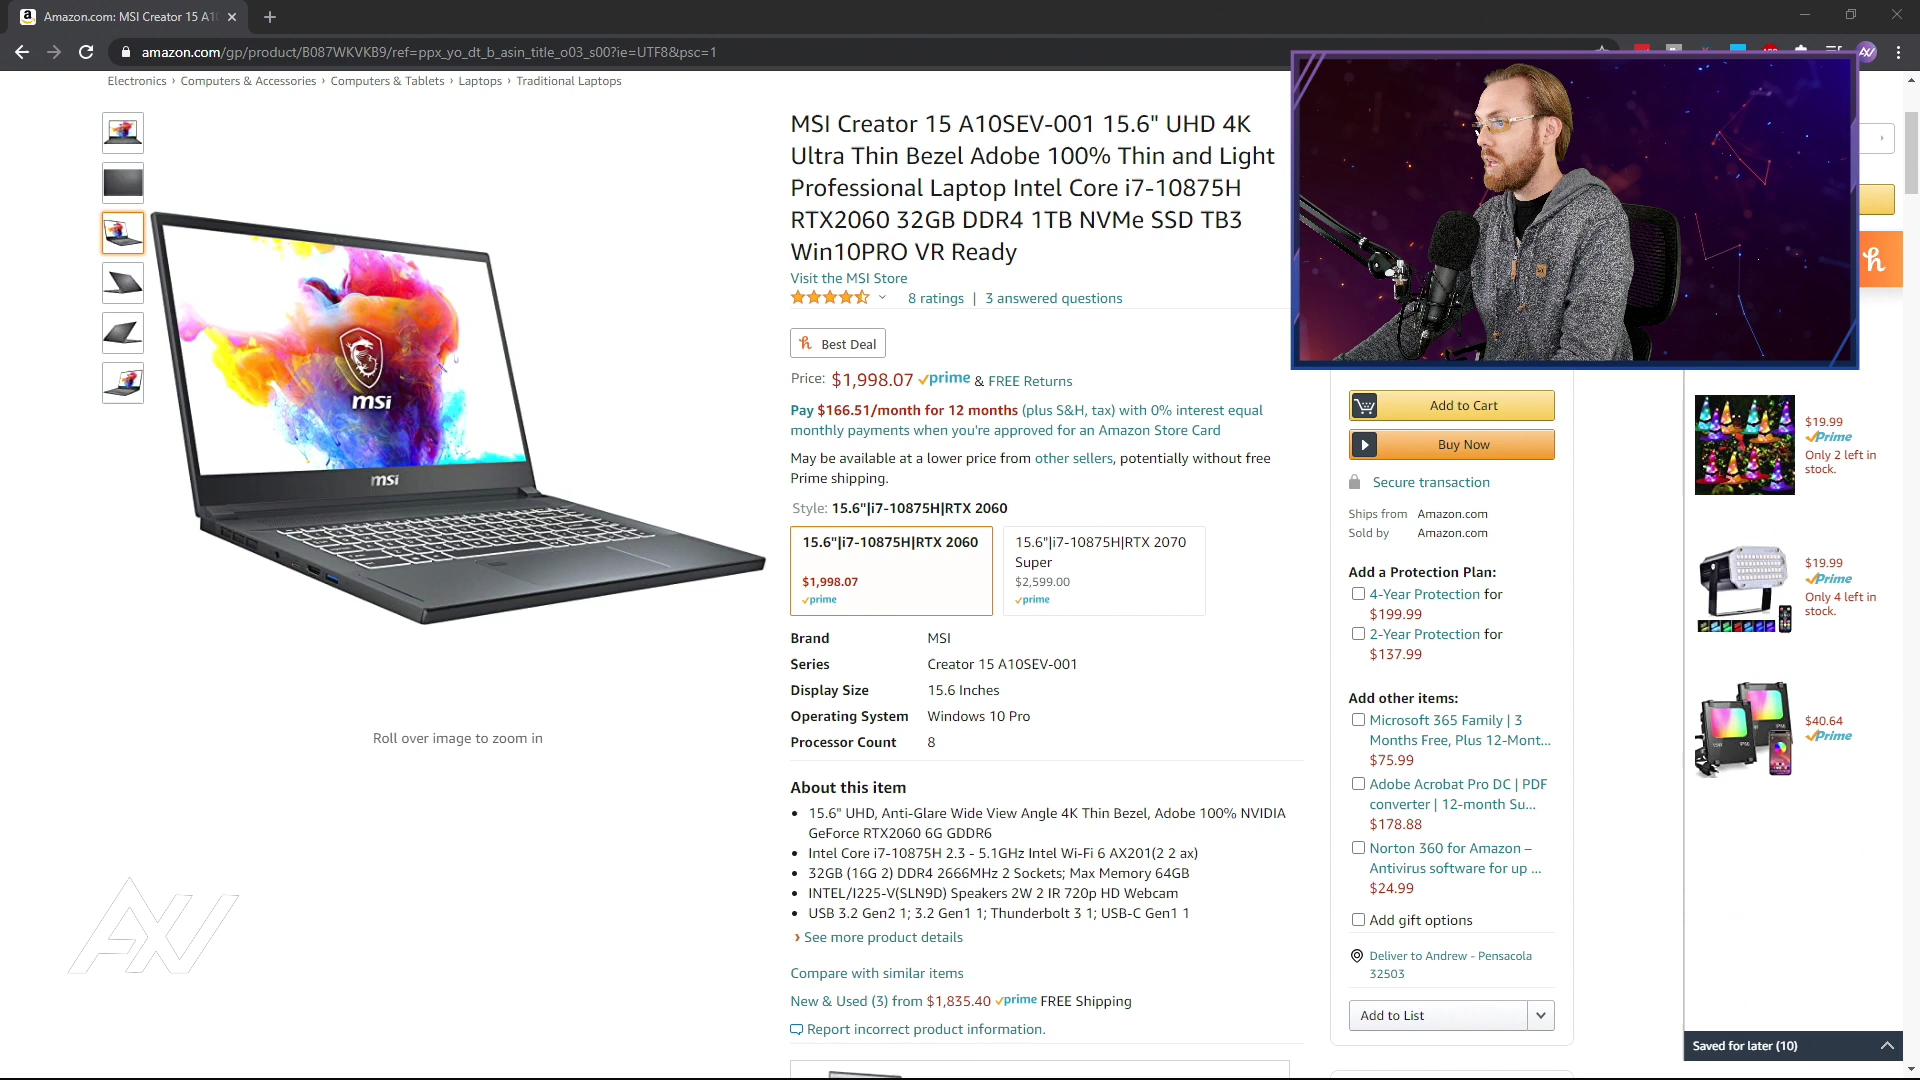 Amazon.com: MSI Creator 15 A10
amazon.com/gp/product/B087WKVKB9/ref=ppx_yo_dt_b_asin_title_o03_s00?ie=UTF8&psc=1
Electronics › Computers & Accessories › Computers & Tablets › Laptops › Traditional Laptops
MSI Creator 15 A10SEV-001 15.6" UHD 4K
Ultra Thin Bezel Adobe 100% Thin and Light
Professional Laptop Intel Core i7-10875H
RTX2060 32GB DDR4 1TB NVMe SSD TB3
Win10PRO VR Ready
Visit the MSI Store
8 ratings | 3 answered questions
Best Deal
Price: $1,998.07 prime & FREE Returns
Pay $166.51/month for 12 months (plus S&H, tax) with 0% interest equal
monthly payments when you're approved for an Amazon Store Card
May be available at a lower price from other sellers, potentially without free
Prime shipping.
Style: 15.6"|i7-10875H|RTX 2060
15.6"|i7-10875H|RTX 2060
$1,998.07
prime
15.6"|i7-10875H|RTX 2070
Super
$2,599.00
prime
Brand MSI
Series Creator 15 A10SEV-001
Display Size 15.6 Inches
Operating System Windows 10 Pro
Processor Count 8
About this item
• 15.6" UHD, Anti-Glare Wide View Angle 4K Thin Bezel, Adobe 100% NVIDIA
GeForce RTX2060 6G GDDR6
• Intel Core i7-10875H 2.3 - 5.1GHz Intel Wi-Fi 6 AX201(2 2 ax)
• 32GB (16G 2) DDR4 2666MHz 2 Sockets; Max Memory 64GB
• INTEL/I225-V(SLN9D) Speakers 2W 2 IR 720p HD Webcam
• USB 3.2 Gen2 1; 3.2 Gen1 1; Thunderbolt 3 1; USB-C Gen1 1
› See more product details
Compare with similar items
New & Used (3) from $1,835.40 prime FREE Shipping
Report incorrect product information.
msi
msi
Roll over image to zoom in
Add to Cart
Buy Now
Secure transaction
Ships from Amazon.com
Sold by Amazon.com
Add a Protection Plan:
4-Year Protection for
$199.99
2-Year Protection for
$137.99
Add other items:
Microsoft 365 Family | 3
Months Free, Plus 12-Mont...
$75.99
Adobe Acrobat Pro DC | PDF
converter | 12-month Su...
$178.88
Norton 360 for Amazon –
Antivirus software for up ...
$24.99
Add gift options
Deliver to Andrew - Pensacola
32503
Add to List
$19.99
Prime
Only 2 left in
stock.
$19.99
Prime
Only 4 left in
stock.
$40.64
Prime
Saved for later (10)